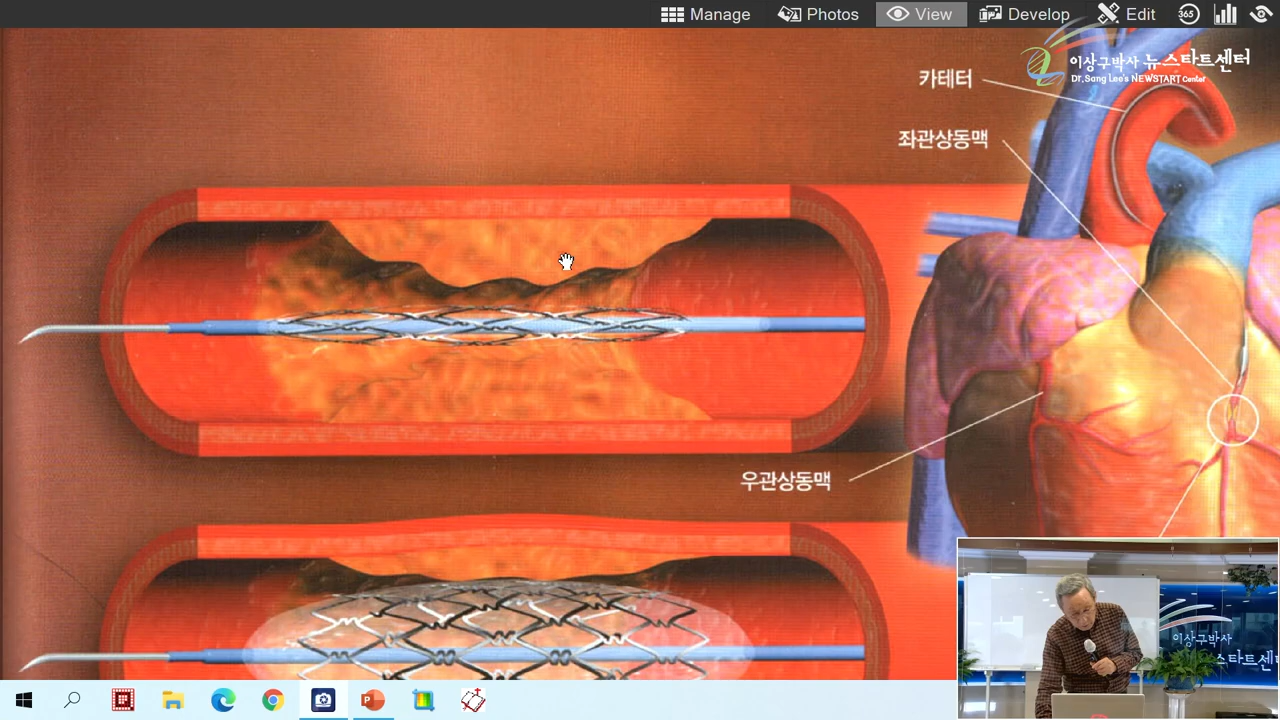 Manage Photos View Develop Edit 365
이상구박사 뉴스타트센터
Dr. Sang Lee's NEWSTART Center
카테터
좌관상동맥
우관상동맥
이상구박사
스타트센